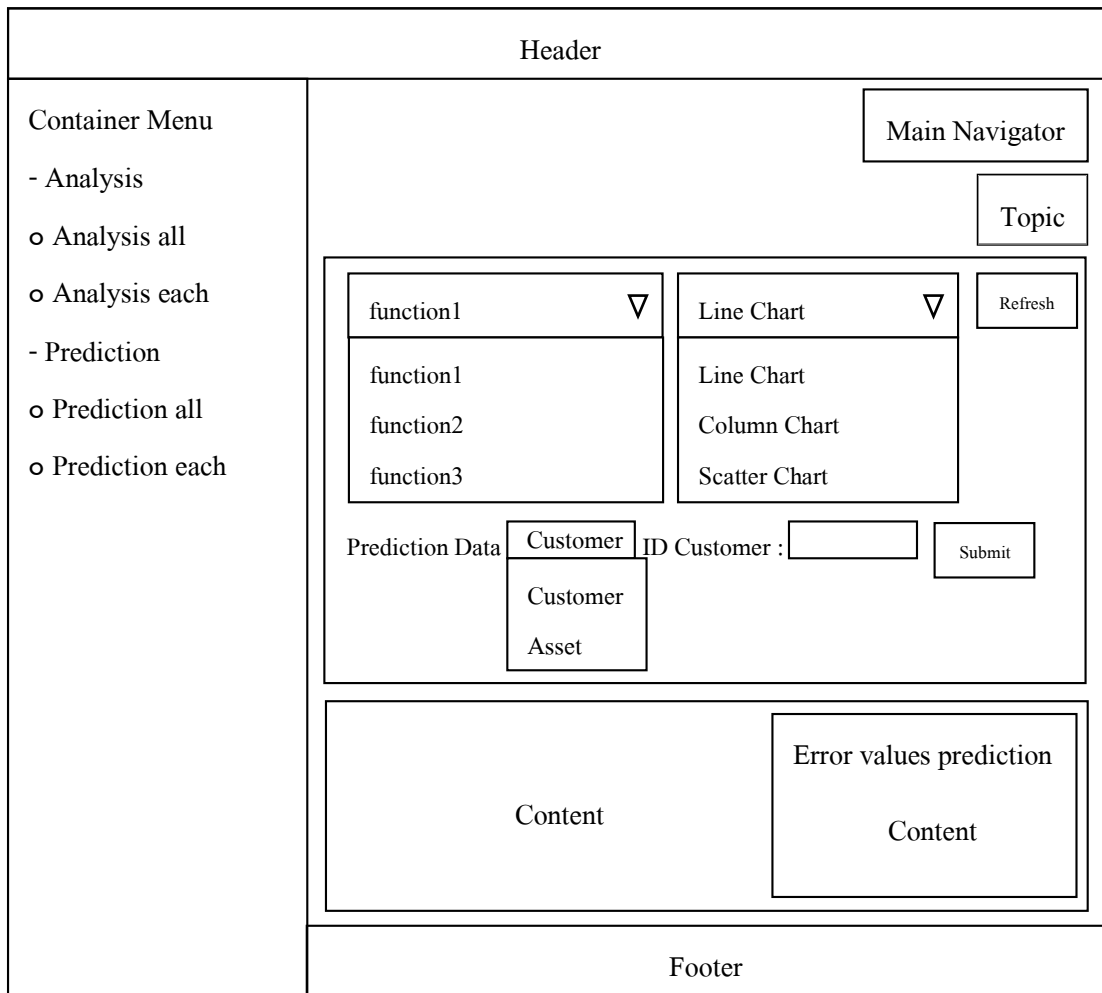 Header
Container Menu
- Analysis
o Analysis all
o Analysis each
- Prediction
o Prediction all
o Prediction each
Main Navigator
Topic
function1
Line Chart
Refresh
function1
function2
function3
Line Chart
Column Chart
Scatter Chart
Prediction Data
Customer
ID Customer :
Submit
Customer
Asset
Content
Error values prediction
Content
Footer